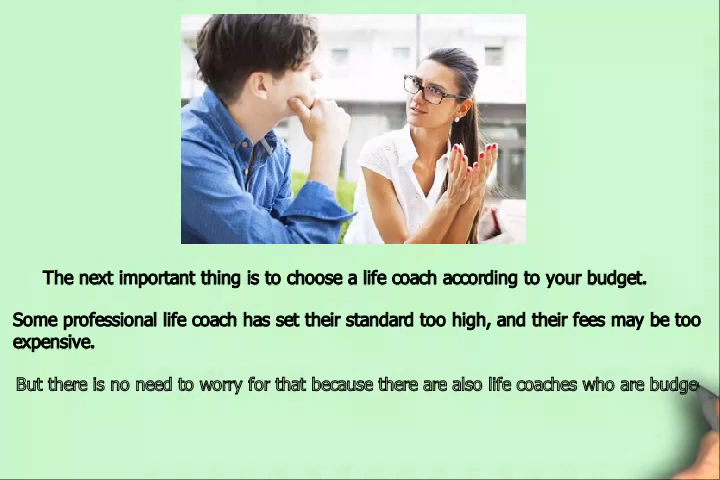 The next important thing is to choose a life coach according to your budget.
Some professional life coach has set their standard too high, and their fees may be too
expensive.
But there is no need to worry for that because there are also life coaches who are budge